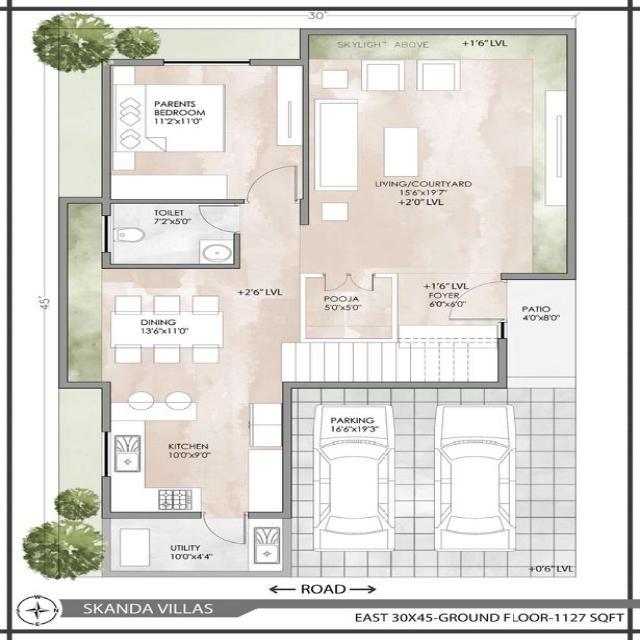 30'
SKYLIGHT ABOVE
+1'6" LVL
PARENTS
BEDROOM
11'2"x11'0"
LIVING/COURTYARD
15'6"x19'7"
+2'0" LVL
TOILET
7'2"x5'0"
45'
+2'6" LVL
+1'6" LVL
FOYER
6'0"x6'0"
POOJA
5'0"x5'0"
PATIO
4'0"x8'0"
DINING
13'6"x11'0"
PARKING
16'6"x19'3"
KITCHEN
10'0"x9'0"
UTILITY
10'0"x4'4"
+0'6" LVL
ROAD
SKANDA VILLAS
EAST 30X45-GROUND FLOOR-1127 SQFT